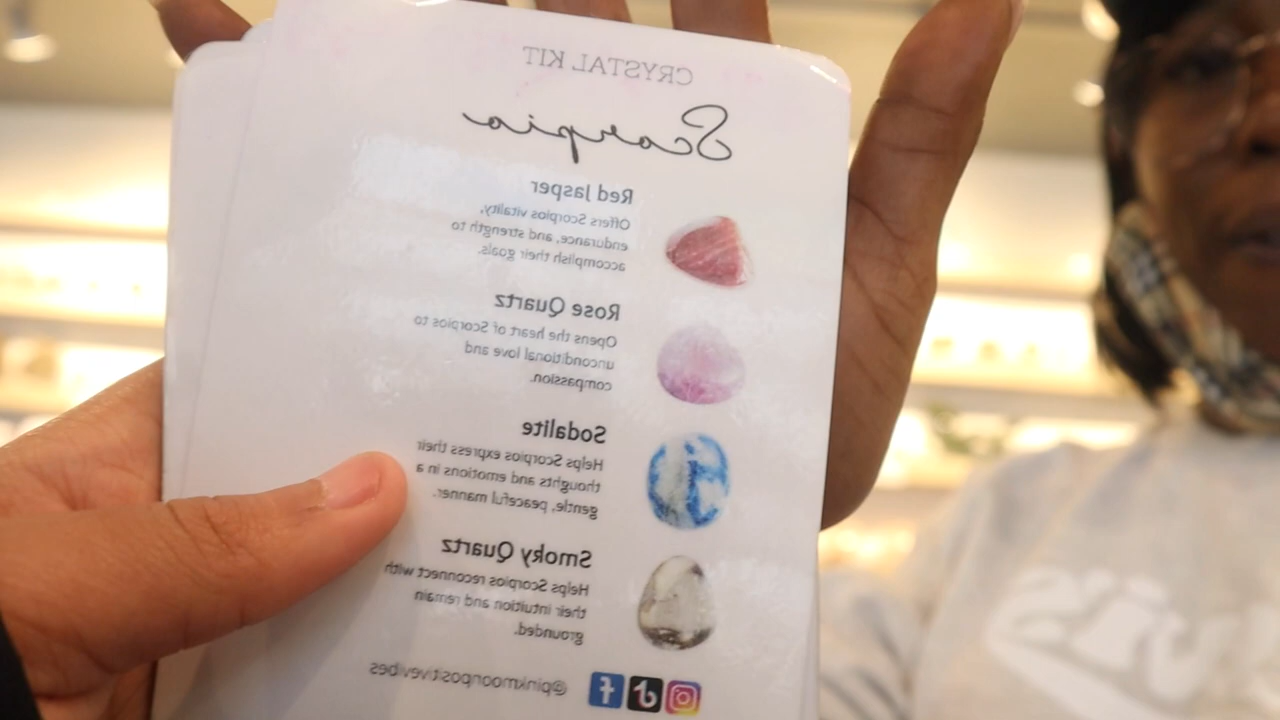 CRYSTAL KIT
Scorpio
Red Jasper
Offers Scorpios vitality,
endurance, and strength to
accomplish their goals.
Rose Quartz
Opens the heart of Scorpios to
unconditional love and
compassion.
Sodalite
Helps Scorpios express their
thoughts and emotions in a
gentle, peaceful manner.
Smoky Quartz
Helps Scorpios reconnect with
their intuition and remain
grounded.
@pinkmoonpositivevibes